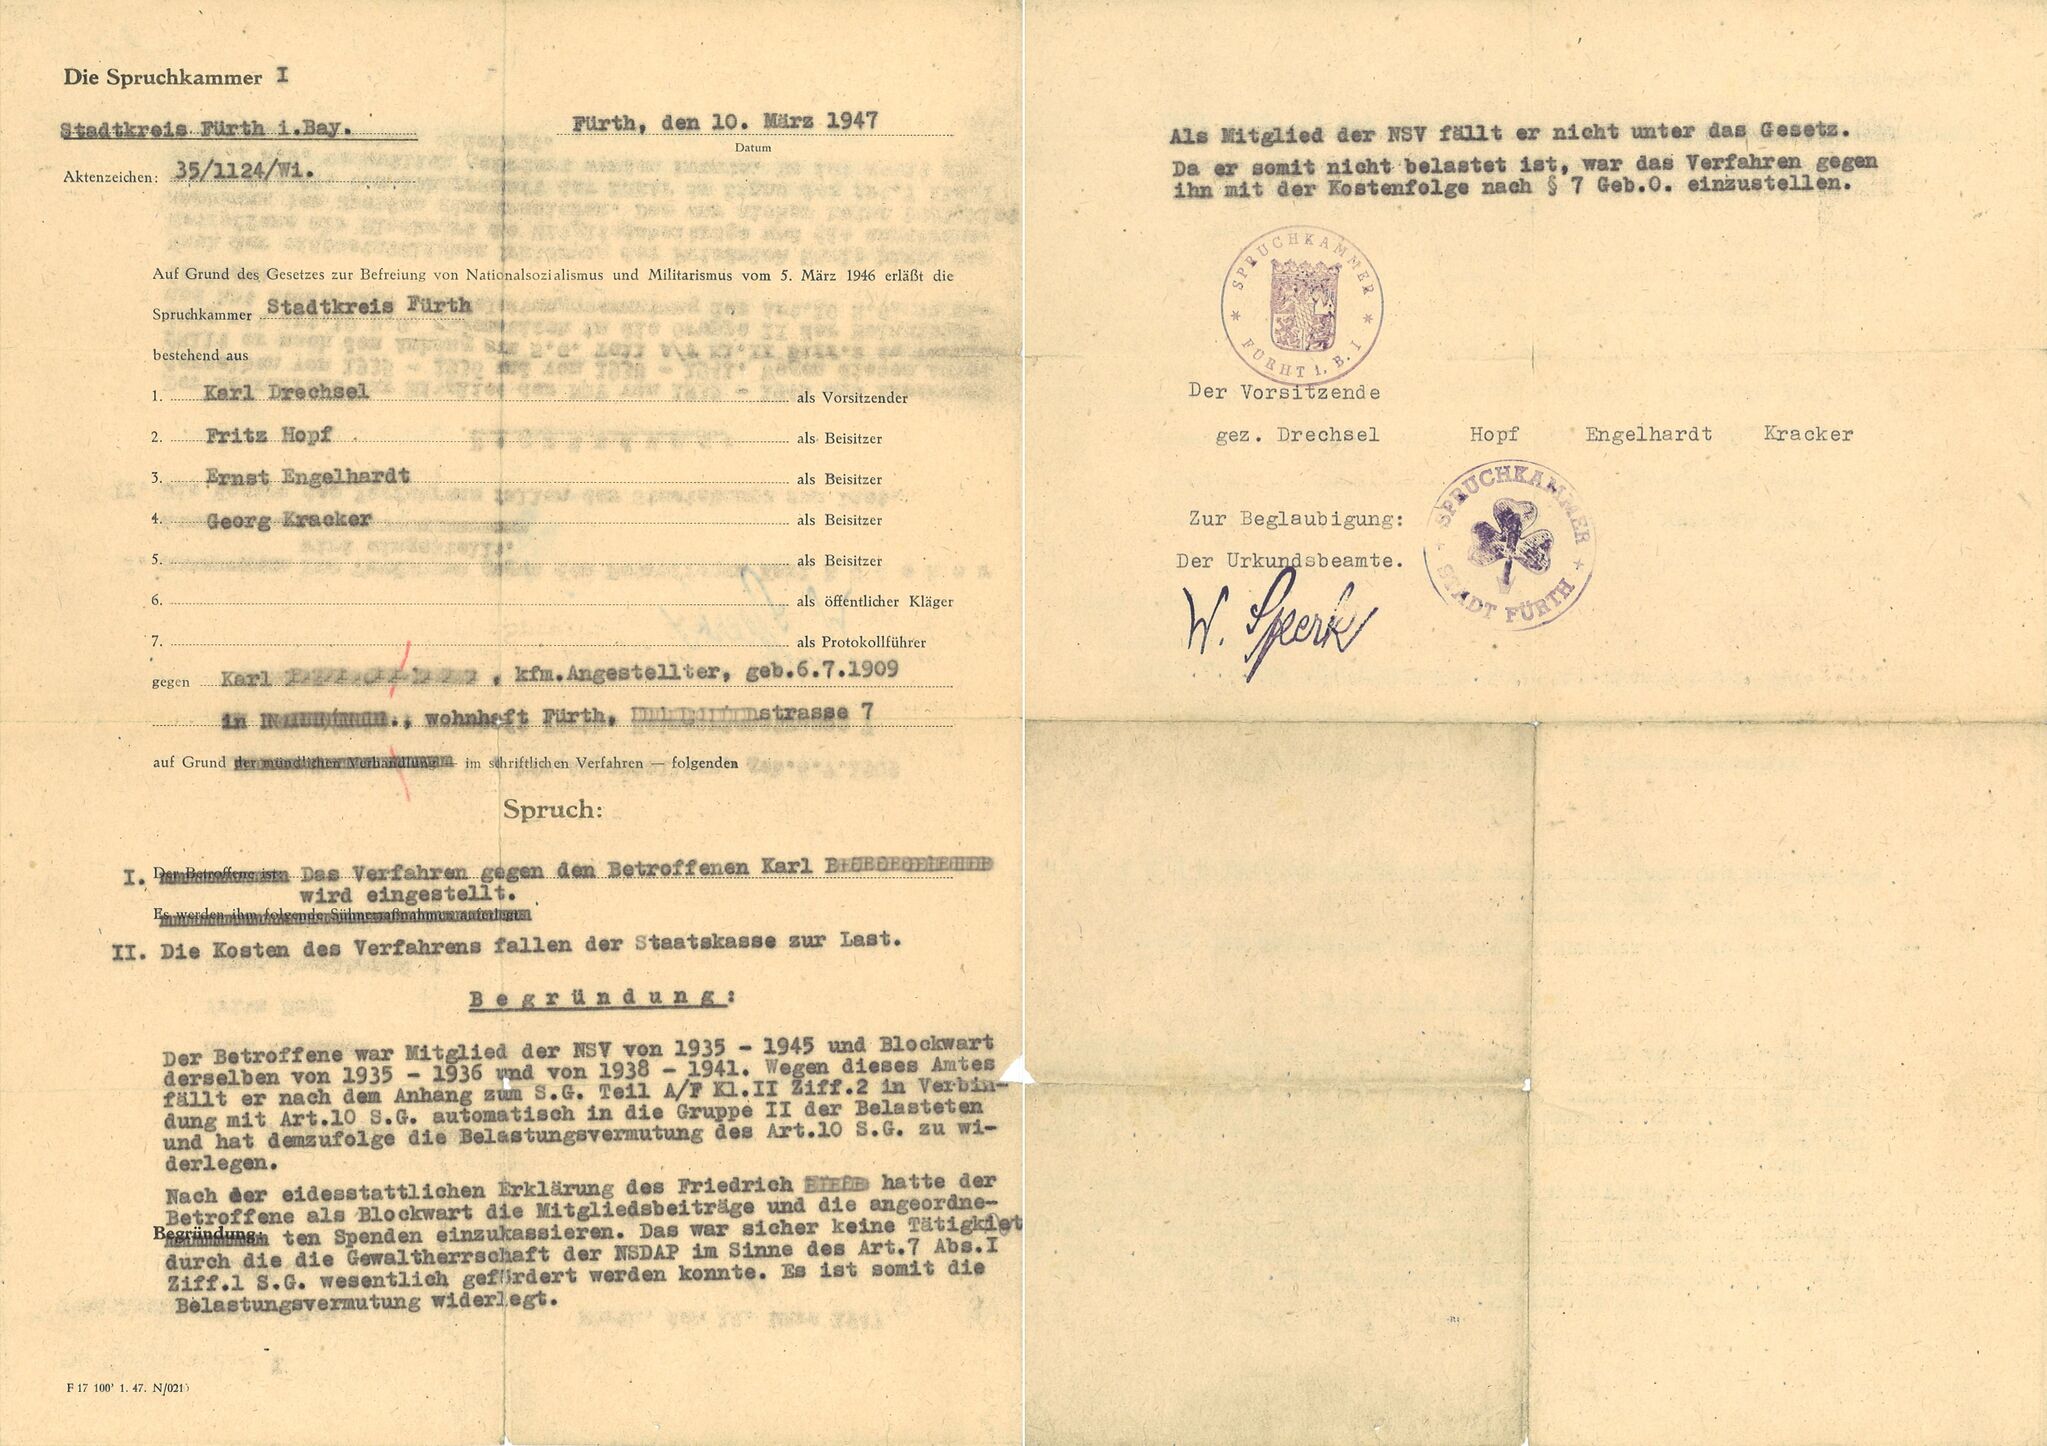 Die Spruchkammer I
Stadtkreis Fürth i.Bay.
Fürth, den 10. März 1947
Datum
Aktenzeichen: 35/1124/Wi.
Auf Grund des Gesetzes zur Befreiung von Nationalsozialismus und Militarismus vom 5. März 1946 erläßt die
Spruchkammer Stadtkreis Fürth
bestehend aus
1. Karl Drechsel als Vorsitzender
2. Fritz Hopf als Beisitzer
3. Ernst Engelhardt als Beisitzer
4. Georg Kracker als Beisitzer
5. als Beisitzer
6. als öffentlicher Kläger
7. als Protokollführer
gegen Karl , kfm.Angestellter, geb.6.7.1909
in ., wohnhaft Fürth, strasse 7
auf Grund der mündlichen Verhandlung — im schriftlichen Verfahren — folgenden
Spruch:
I. Der Betroffene ist: Das Verfahren gegen den Betroffenen Karl
wird eingestellt.
Es werden ihm folgende Sühnemaßnahmen auferlegt:
II. Die Kosten des Verfahrens fallen der Staatskasse zur Last.
Begründung:
Der Betroffene war Mitglied der NSV von 1935 - 1945 und Blockwart
derselben von 1935 - 1936 und von 1938 - 1941. Wegen dieses Amtes
fällt er nach dem Anhang zum S.G. Teil A/F Kl.II Ziff.2 in Verbin-
dung mit Art.10 S.G. automatisch in die Gruppe II der Belasteten
und hat demzufolge die Belastungsvermutung des Art.10 S.G. zu wi-
derlegen.
Nach der eidesstattlichen Erklärung des Friedrich hatte der
Betroffene als Blockwart die Mitgliedsbeiträge und die angeordne-
Begründung: ten Spenden einzukassieren. Das war sicher keine Tätigkiet
durch die die Gewaltherrschaft der NSDAP im Sinne des Art.7 Abs.I
Ziff.1 S.G. wesentlich gefördert werden konnte. Es ist somit die
Belastungsvermutung widerlegt.
F 17 100' 1. 47. N/021)
Als Mitglied der NSV fällt er nicht unter das Gesetz.
Da er somit nicht belastet ist, war das Verfahren gegen
ihn mit der Kostenfolge nach § 7 Geb.O. einzustellen.
SPRUCHKAMMER
FÜRHT I. B. I
Der Vorsitzende
gez. Drechsel Hopf Engelhardt Kracker
Zur Beglaubigung:
Der Urkundsbeamte.
W. Sperk
SPRUCHKAMMER
STADT FÜRTH